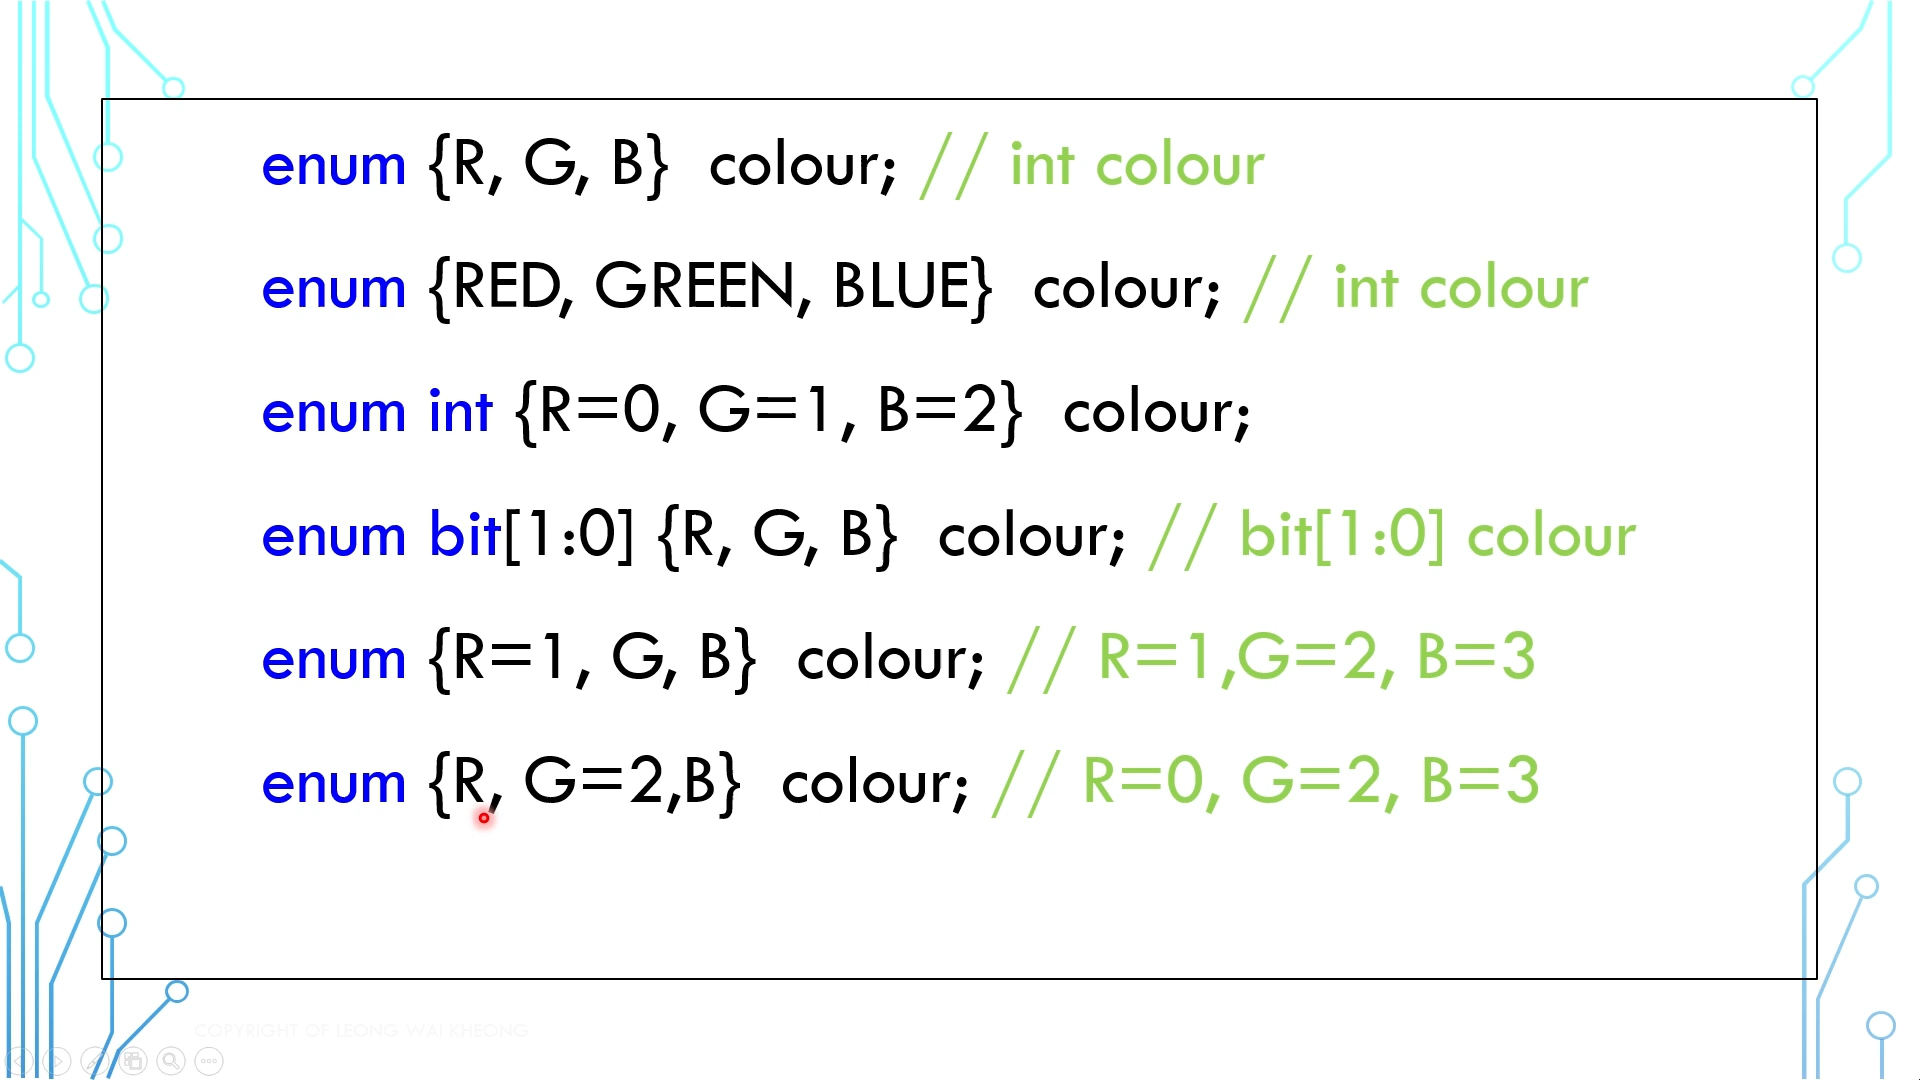 enum {R, G, B}  colour; // int colour
enum {RED, GREEN, BLUE}  colour; // int colour
enum int {R=0, G=1, B=2}  colour;
enum bit[1:0] {R, G, B}  colour; // bit[1:0] colour
enum {R=1, G, B}  colour; // R=1,G=2, B=3
enum {R, G=2,B}  colour; // R=0, G=2, B=3
COPYRIGHT OF LEONG WAI KHEONG